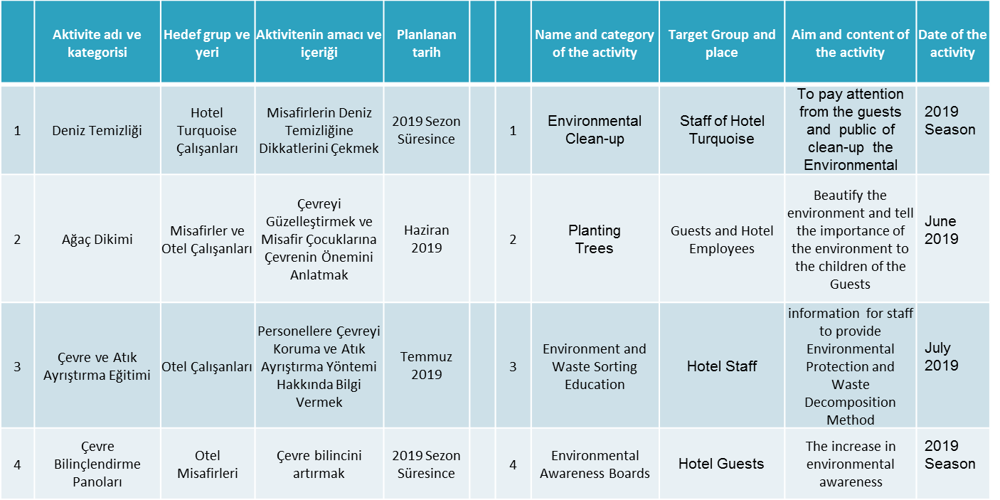 Aktivite adı ve
kategorisi
Hedef grup ve
yeri
Aktivitenin amacı ve
içeriği
Planlanan
tarih
Name and category
of the activity
Target Group and
place
Aim and content of
the activity
Date of the
activity
1
Deniz Temizliği
Hotel
Turquoise
Çalışanları
Misafirlerin Deniz
Temizliğine
Dikkatlerini Çekmek
2019 Sezon
Süresince
1
Environmental
Clean-up
Staff of Hotel
Turquoise
To pay attention
from the guests
and public of
clean-up the
Environmental
2019
Season
2
Ağaç Dikimi
Misafirler ve
Otel Çalışanları
Çevreyi
Güzelleştirmek ve
Misafir Çocuklarına
Çevrenin Önemini
Anlatmak
Haziran
2019
2
Planting
Trees
Guests and Hotel
Employees
Beautify the
environment and tell
the importance of
the environment to
the children of the
Guests
June
2019
3
Çevre ve Atık
Ayrıştırma Eğitimi
Otel Çalışanları
Personellere Çevreyi
Koruma ve Atık
Ayrıştırma Yöntemi
Hakkında Bilgi
Vermek
Temmuz
2019
3
Environment and
Waste Sorting
Education
Hotel Staff
information for staff
to provide
Environmental
Protection and
Waste
Decomposition
Method
July
2019
4
Çevre
Bilinçlendirme
Panoları
Otel
Misafirleri
Çevre bilincini
artırmak
2019 Sezon
Süresince
4
Environmental
Awareness Boards
Hotel Guests
The increase in
environmental
awareness
2019
Season